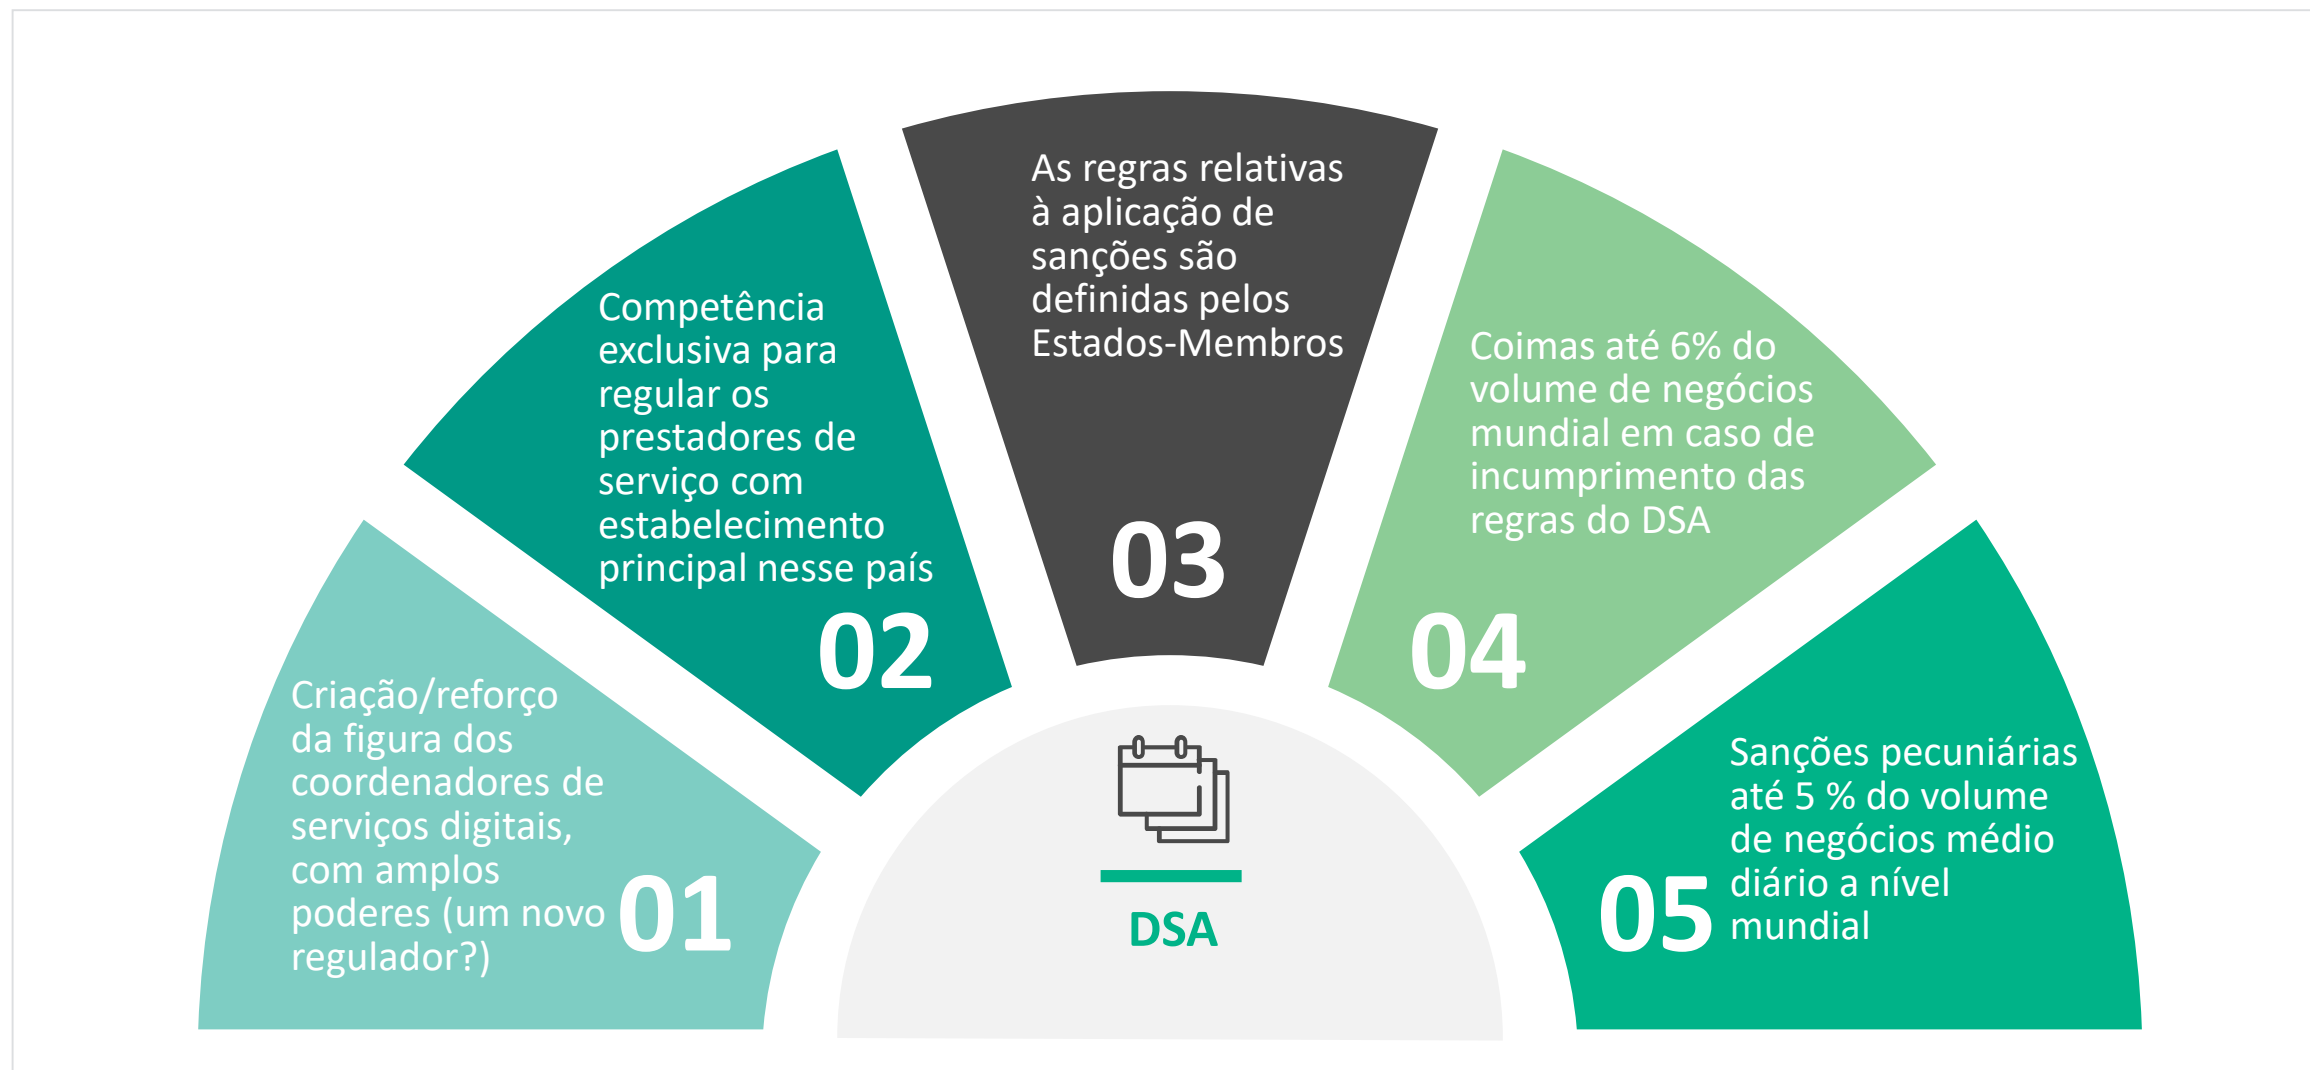 Criação/reforço
da figura dos
coordenadores de
serviços digitais,
com amplos
poderes (um novo
regulador?)
01
Competência
exclusiva para
regular os
prestadores de
serviço com
estabelecimento
principal nesse país
02
As regras relativas
à aplicação de
sanções são
definidas pelos
Estados-Membros
03
Coimas até 6% do
volume de negócios
mundial em caso de
incumprimento das
regras do DSA
04
Sanções pecuniárias
até 5 % do volume
de negócios médio
diário a nível
mundial
05
DSA